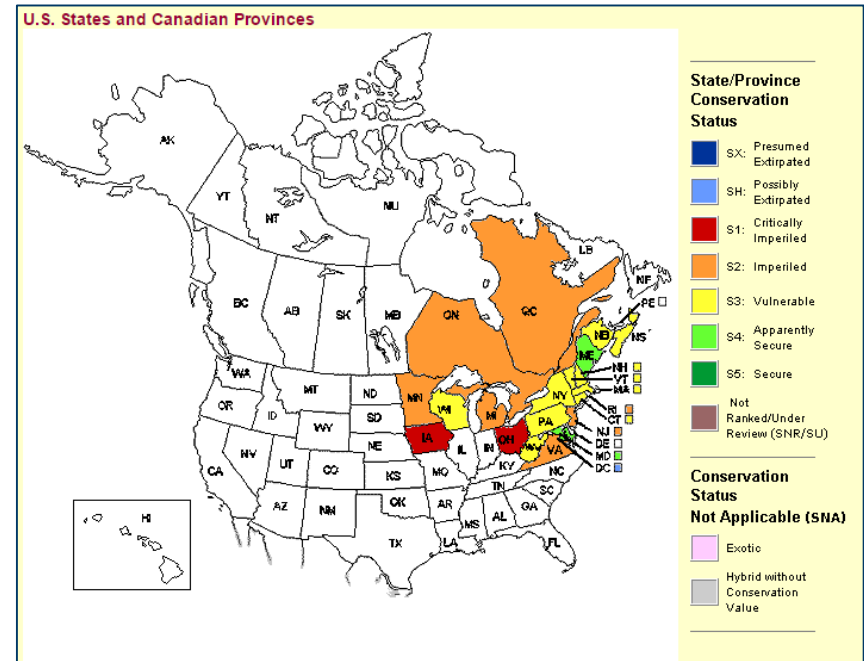 U.S. States and Canadian Provinces
AK
YT
NT
NU
BC
AB
SK
MB
ON
QC
LB
NF
PE
NB
NS
ME
NH
VT
MA
RI
CT
NJ
DE
MD
DC
WA
OR
ID
MT
WY
ND
SD
NE
MN
WI
MI
IA
IL
IN
OH
PA
NY
WV
VA
KY
NC
TN
SC
CA
NV
UT
CO
KS
MO
AZ
NM
OK
AR
TX
LA
MS
AL
GA
FL
HI
State/Province
Conservation
Status
SX: Presumed
Extirpated
SH: Possibly
Extirpated
S1: Critically
Imperiled
S2: Imperiled
S3: Vulnerable
S4: Apparently
Secure
S5: Secure
Not
Ranked/Under
Review (SNR/SU)
Conservation
Status
Not Applicable (SNA)
Exotic
Hybrid without
Conservation
Value